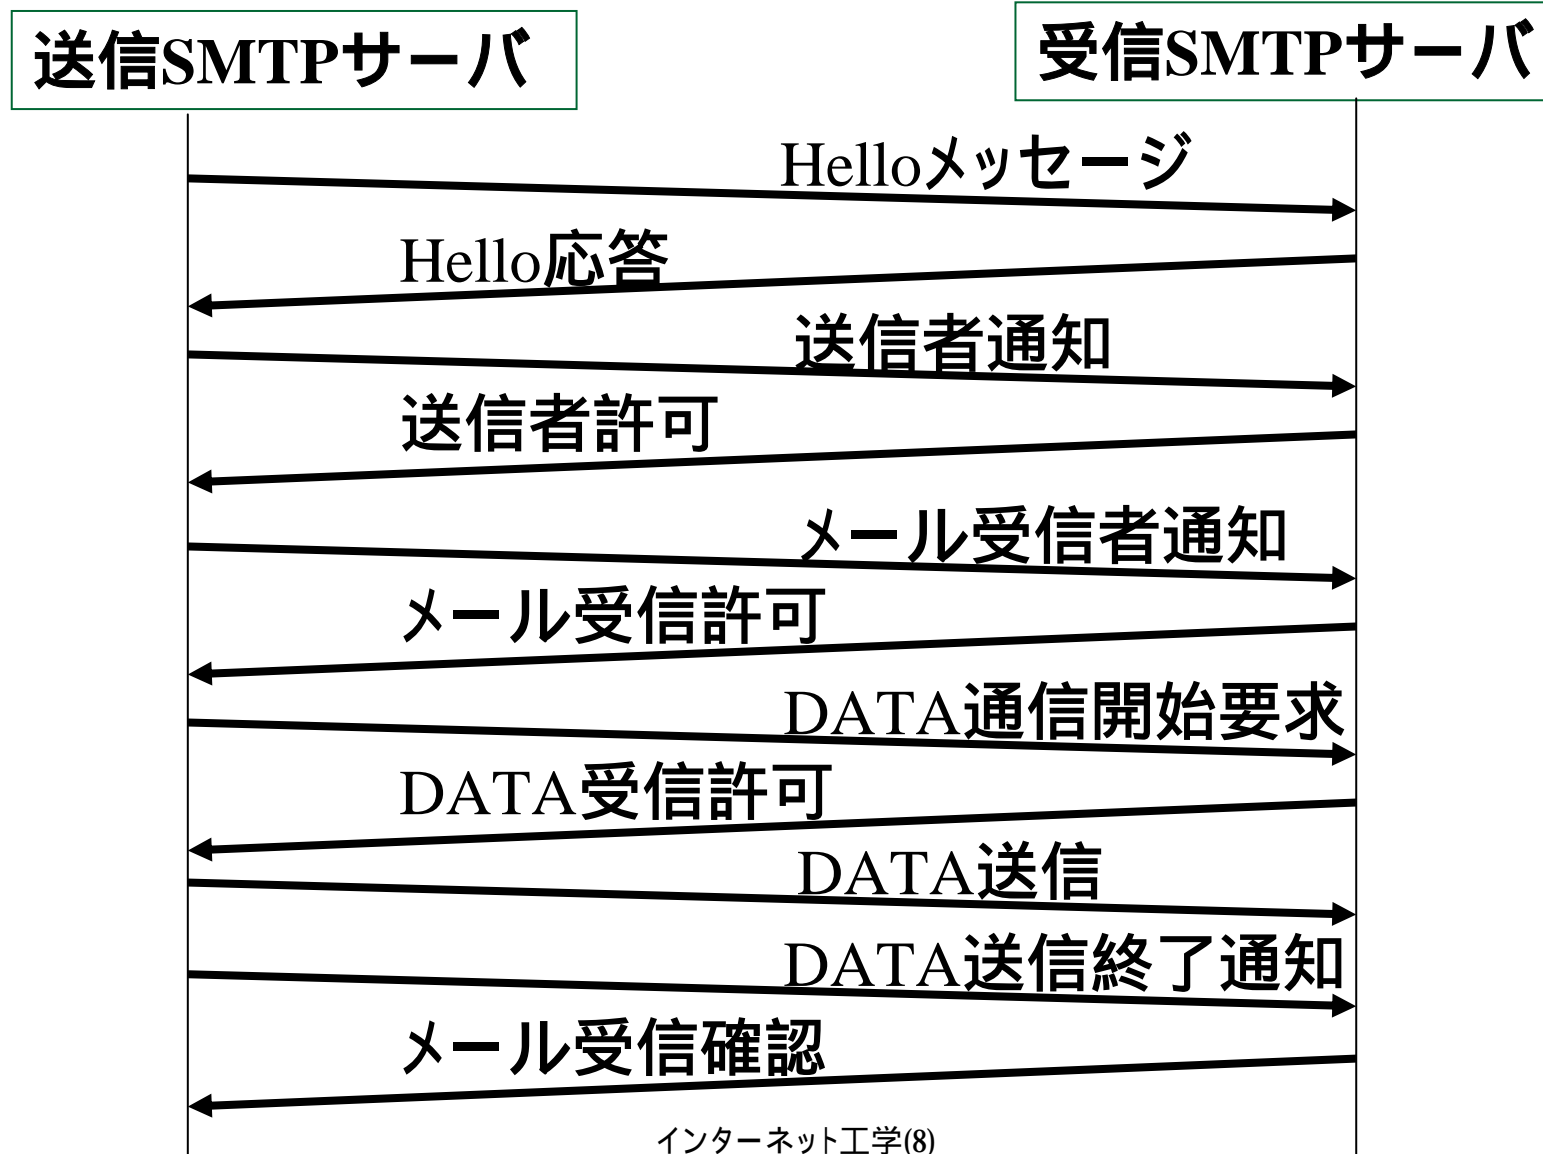 送信SMTPサーバ
受信SMTPサーバ
Helloメッセージ
Hello応答
送信者通知
送信者許可
メール受信者通知
メール受信許可
DATA通信開始要求
DATA受信許可
DATA送信
DATA送信終了通知
メール受信確認
インターネット工学(8)